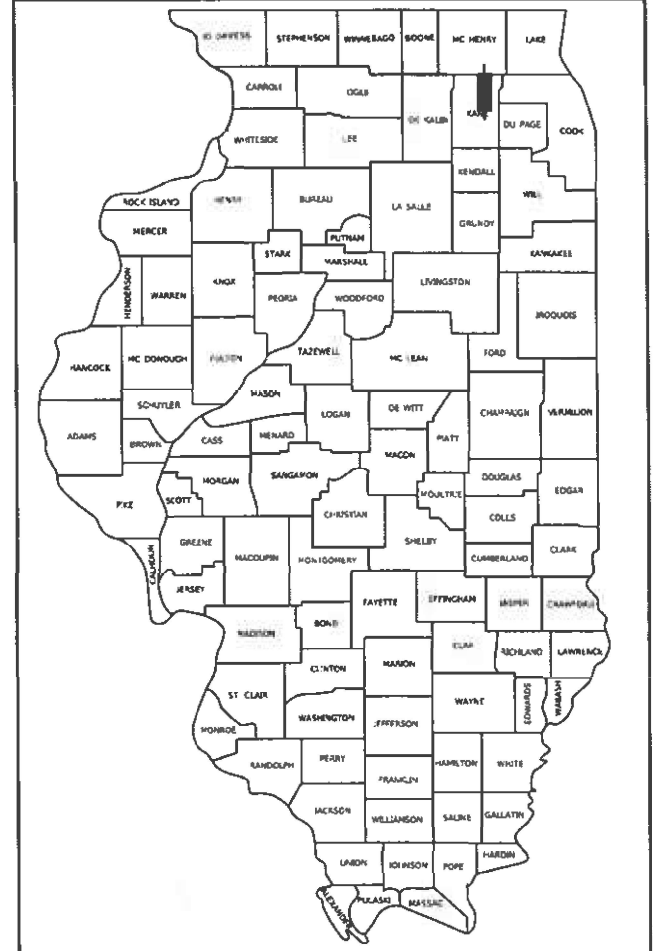 JO DAVIESS
STEPHENSON
WINNEBAGO
BOONE
MC HENRY
LAKE
CARROLL
OGLE
DE KALB
KANE
DU PAGE
COOK
WHITESIDE
LEE
KENDALL
WILL
ROCK ISLAND
HENRY
BUREAU
LA SALLE
GRUNDY
MERCER
PUTNAM
STARK
MARSHALL
KANKAKEE
HENDERSON
WARREN
KNOX
PEORIA
WOODFORD
LIVINGSTON
IROQUOIS
HANCOCK
MC DONOUGH
FULTON
TAZEWELL
MC LEAN
FORD
MASON
SCHUYLER
LOGAN
DE WITT
CHAMPAIGN
VERMILION
ADAMS
BROWN
CASS
MENARD
PIATT
MACON
PIKE
SCOTT
MORGAN
SANGAMON
DOUGLAS
EDGAR
MOULTRIE
CHRISTIAN
COLLS
GREENE
CALHOUN
MACOUPIN
MONTGOMERY
SHELBY
CUMBERLAND
CLARK
JERSEY
FAYETTE
EFFINGHAM
JASPER
CRAWFORD
MADISON
BOND
CLAY
RICHLAND
LAWRENCE
CLINTON
MARION
ST CLAIR
WAYNE
EDWARDS
WABASH
MONROE
WASHINGTON
JEFFERSON
RANDOLPH
PERRY
HAMILTON
WHITE
FRANKLIN
JACKSON
WILLIAMSON
SALINE
GALLATIN
UNION
JOHNSON
POPE
HARDIN
ALEXANDER
PULASKI
MASSAC